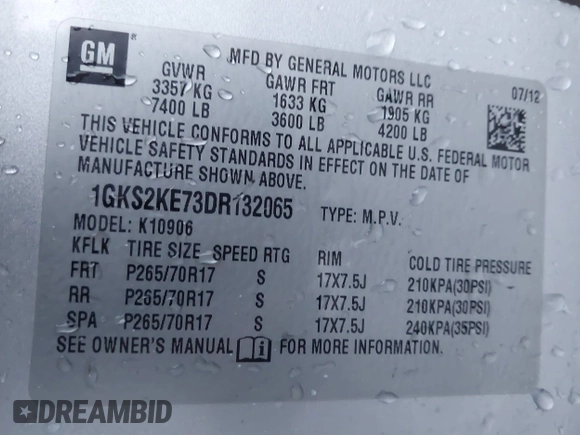 GM
MFD BY GENERAL MOTORS LLC
GVWR GAWR FRT GAWR RR 07/12
3357 KG 1633 KG 1905 KG
7400 LB 3600 LB 4200 LB
THIS VEHICLE CONFORMS TO ALL APPLICABLE U.S. FEDERAL MOTOR
VEHICLE SAFETY STANDARDS IN EFFECT ON THE DATE OF
MANUFACTURE SHOWN ABOVE.
1GKS2KE73DR132065 TYPE: M.P.V.
MODEL: K10906
KFLK TIRE SIZE SPEED RTG RIM COLD TIRE PRESSURE
FRT P265/70R17 S 17X7.5J 210KPA(30PSI)
RR P265/70R17 S 17X7.5J 210KPA(30PSI)
SPA P265/70R17 S 17X7.5J 240KPA(35PSI)
SEE OWNER'S MANUAL FOR MORE INFORMATION.
DREAMBID